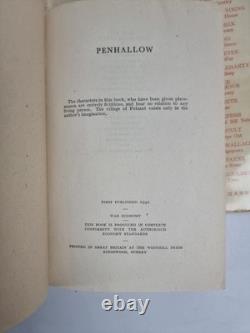 PENHALLOW
The characters in this book, who have been given place-
names are entirely fictitious, and bear no relation to any
living person. The village of Polzant exists only in the
author's imagination.
FIRST PUBLISHED 1942
WAR ECONOMY
THIS BOOK IS PRODUCED IN COMPLETE
CONFORMITY WITH THE AUTHORISED
ECONOMY STANDARDS
PRINTED IN GREAT BRITAIN AT THE WINDMILL PRESS
KINGSWOOD, SURREY